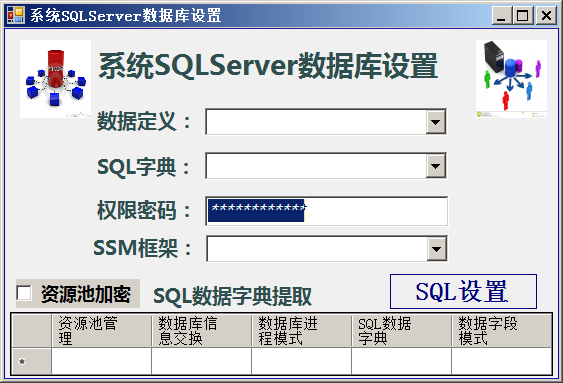 系统SQLServer数据库设置
系统SQLServer数据库设置
数据定义：
SQL字典：
权限密码： ************
SSM框架：
资源池加密 SQL数据字典提取 SQL设置
资源池管理 数据库信息交换 数据库进程模式 SQL数据字典 数据字段模式
*